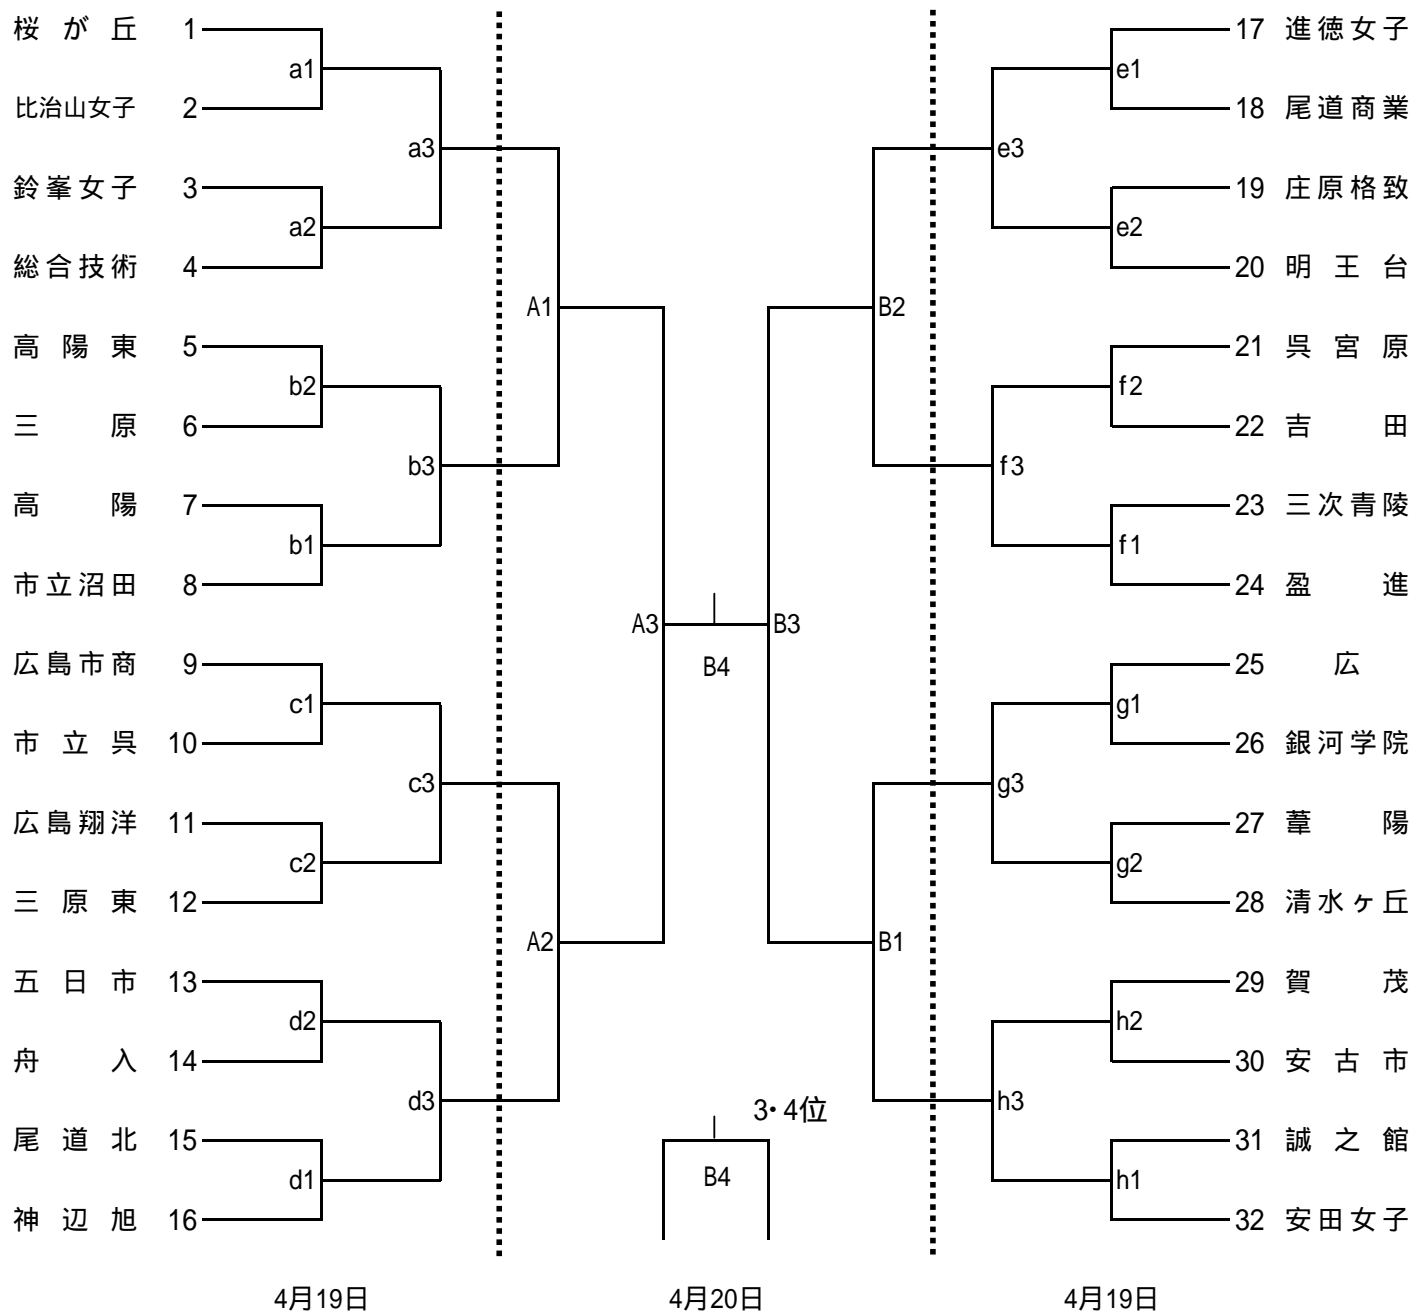 桜が丘 1
a1
比治山女子 2
a3
鈴峯女子 3
a2
総合技術 4
A1
高陽東 5
b2
三原 6
b3
高陽 7
b1
市立沼田 8
A3
広島市商 9
c1
市立呉 10
c3
広島翔洋 11
c2
三原東 12
A2
五日市 13
d2
舟入 14
d3
尾道北 15
d1
神辺旭 16
B4
3・4位
B4
17 進徳女子
e1
18 尾道商業
e3
19 庄原格致
e2
20 明王台
B2
21 呉宮原
f2
22 吉田
f3
23 三次青陵
f1
24 盈進
B3
25 広
g1
26 銀河学院
g3
27 葦陽
g2
28 清水ヶ丘
B1
29 賀茂
h2
30 安古市
h3
31 誠之館
h1
32 安田女子
4月19日
4月20日
4月19日